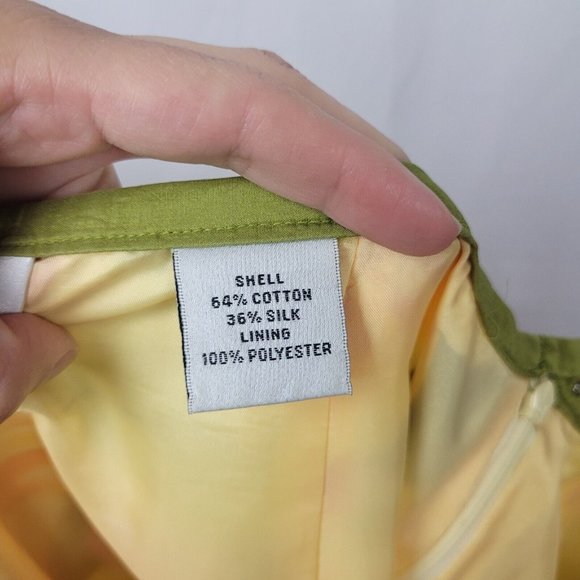 SHELL
64% COTTON
36% SILK
LINING
100% POLYESTER